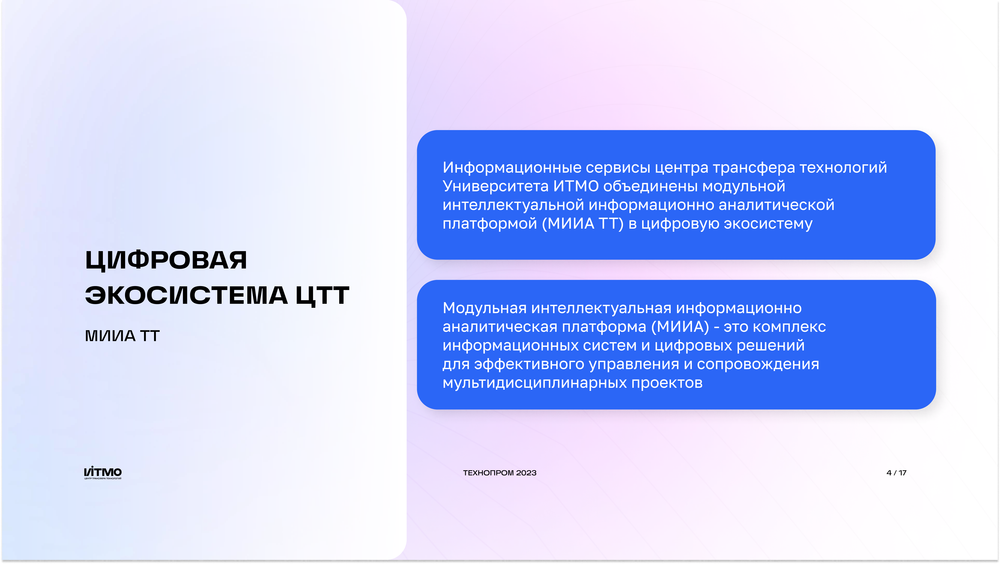 ЦИФРОВАЯ
ЭКОСИСТЕМА ЦТТ
МИИА ТТ
Информационные сервисы центра трансфера технологий
Университета ИТМО объединены модульной
интеллектуальной информационно аналитической
платформой (МИИА ТТ) в цифровую экосистему
Модульная интеллектуальная информационно
аналитическая платформа (МИИА) - это комплекс
информационных систем и цифровых решений
для эффективного управления и сопровождения
мультидисциплинарных проектов
ИТМО
ЦЕНТР ТРАНСФЕРА ТЕХНОЛОГИЙ
ТЕХНОПРОМ 2023
4 / 17